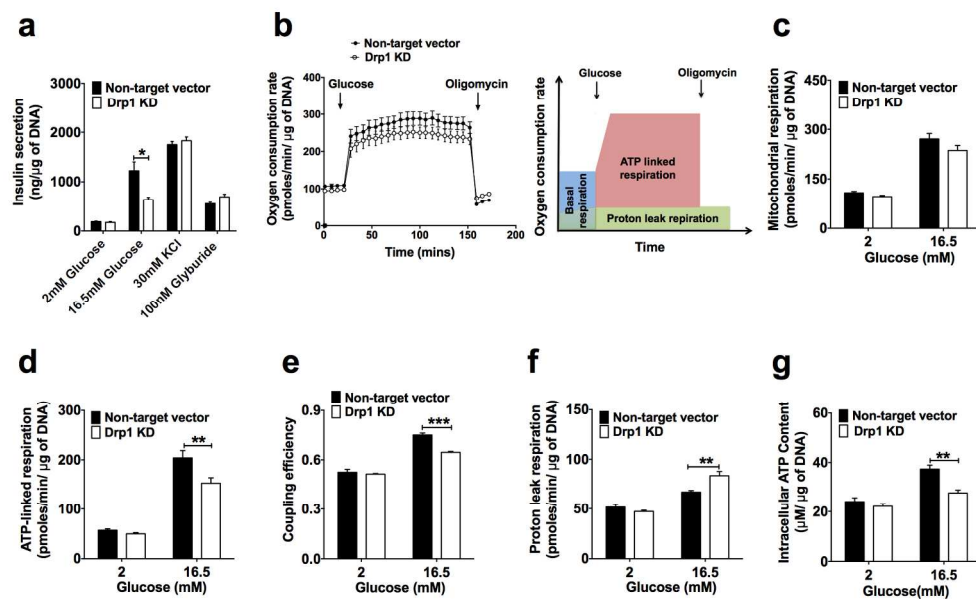 a
Non-target vector
Drp1 KD
Insulin secretion
(ng/µg of DNA)
3000
2000
1000
0
*
2mM Glucose
16.5mM Glucose
30mM KCl
100nM Glyburide
b
Non-target vector
Drp1 KD
Glucose
Oligomycin
Oxygen consumption rate
(pmoles/min/ µg of DNA)
400
300
200
100
0
0
50
100
150
200
Time (mins)
Glucose
Oligomycin
Oxygen consumption rate
Basal
respiration
ATP linked
respiration
Proton leak repiration
Time
c
Non-target vector
Drp1 KD
Mitochondrial respiration
(pmoles/min/ µg of DNA)
450
300
150
0
2
16.5
Glucose (mM)
d
Non-target vector
Drp1 KD
ATP-linked respiration
(pmoles/min/ µg of DNA)
300
200
100
0
**
2
16.5
Glucose (mM)
e
Non-target vector
Drp1 KD
Coupling efficiency
0.9
0.6
0.3
0.0
***
2
16.5
Glucose (mM)
f
Non-target vector
Drp1 KD
Proton leak respiration
(pmoles/min/ µg of DNA)
150
100
50
0
**
2
16.5
Glucose (mM)
g
Non-target vector
Drp1 KD
Intracellular ATP Content
(µM/ µg of DNA)
60
40
20
0
**
2
16.5
Glucose(mM)